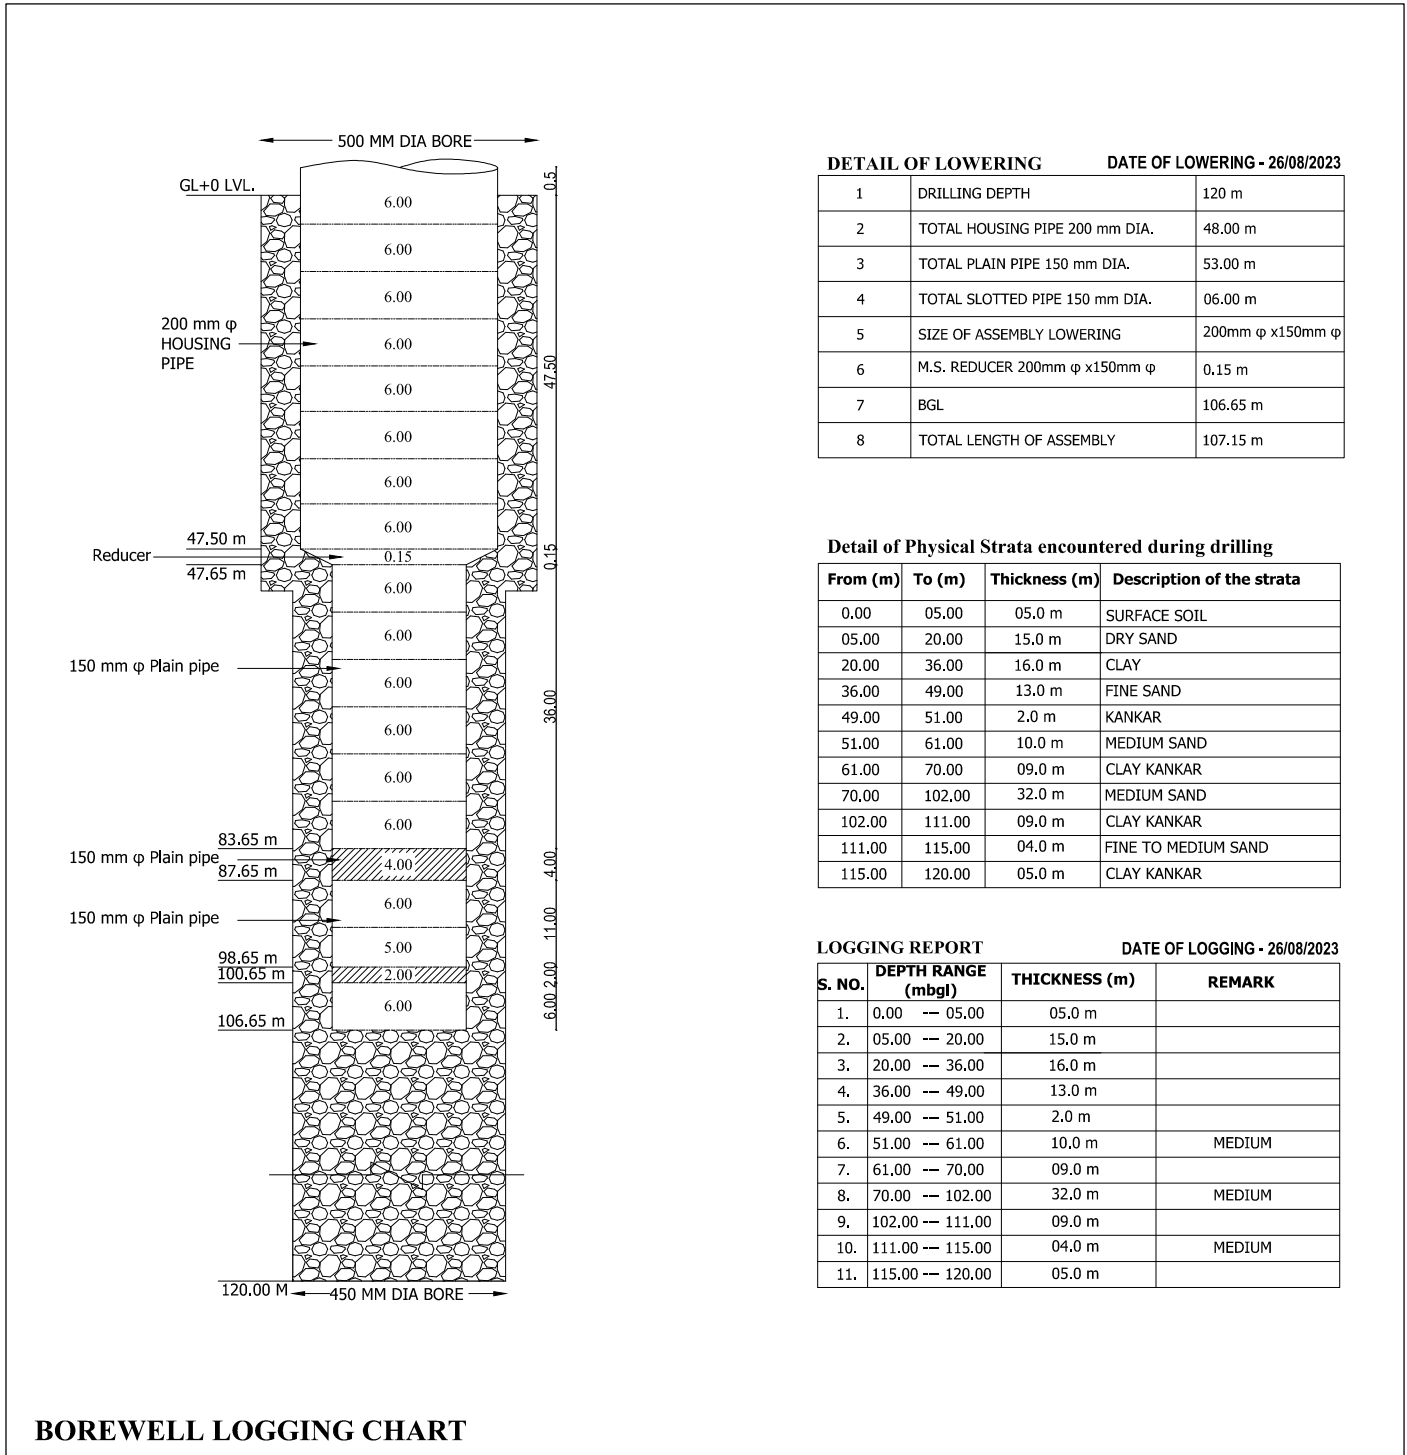 500 MM DIA BORE
0.5
GL+0 LVL.
6.00
6.00
6.00
200 mm φ
HOUSING
PIPE
6.00
47.50
6.00
6.00
6.00
6.00
47.50 m
Reducer
0.15
0.15
47.65 m
6.00
6.00
150 mm φ Plain pipe
6.00
36.00
6.00
6.00
6.00
83.65 m
150 mm φ Plain pipe
4.00
4.00
87.65 m
6.00
150 mm φ Plain pipe
11.00
5.00
98.65 m
100.65 m
2.00
2.00
6.00
6.00
106.65 m
120.00 M
450 MM DIA BORE
DETAIL OF LOWERING DATE OF LOWERING - 26/08/2023
1 DRILLING DEPTH 120 m
2 TOTAL HOUSING PIPE 200 mm DIA. 48.00 m
3 TOTAL PLAIN PIPE 150 mm DIA. 53.00 m
4 TOTAL SLOTTED PIPE 150 mm DIA. 06.00 m
5 SIZE OF ASSEMBLY LOWERING 200mm φ x150mm φ
6 M.S. REDUCER 200mm φ x150mm φ 0.15 m
7 BGL 106.65 m
8 TOTAL LENGTH OF ASSEMBLY 107.15 m
Detail of Physical Strata encountered during drilling
From (m) To (m) Thickness (m) Description of the strata
0.00 05.00 05.0 m SURFACE SOIL
05.00 20.00 15.0 m DRY SAND
20.00 36.00 16.0 m CLAY
36.00 49.00 13.0 m FINE SAND
49.00 51.00 2.0 m KANKAR
51.00 61.00 10.0 m MEDIUM SAND
61.00 70.00 09.0 m CLAY KANKAR
70.00 102.00 32.0 m MEDIUM SAND
102.00 111.00 09.0 m CLAY KANKAR
111.00 115.00 04.0 m FINE TO MEDIUM SAND
115.00 120.00 05.0 m CLAY KANKAR
LOGGING REPORT DATE OF LOGGING - 26/08/2023
S. NO. DEPTH RANGE (mbgl) THICKNESS (m) REMARK
1. 0.00 --- 05.00 05.0 m
2. 05.00 --- 20.00 15.0 m
3. 20.00 --- 36.00 16.0 m
4. 36.00 --- 49.00 13.0 m
5. 49.00 --- 51.00 2.0 m
6. 51.00 --- 61.00 10.0 m MEDIUM
7. 61.00 --- 70.00 09.0 m
8. 70.00 --- 102.00 32.0 m MEDIUM
9. 102.00 --- 111.00 09.0 m
10. 111.00 --- 115.00 04.0 m MEDIUM
11. 115.00 --- 120.00 05.0 m
BOREWELL LOGGING CHART